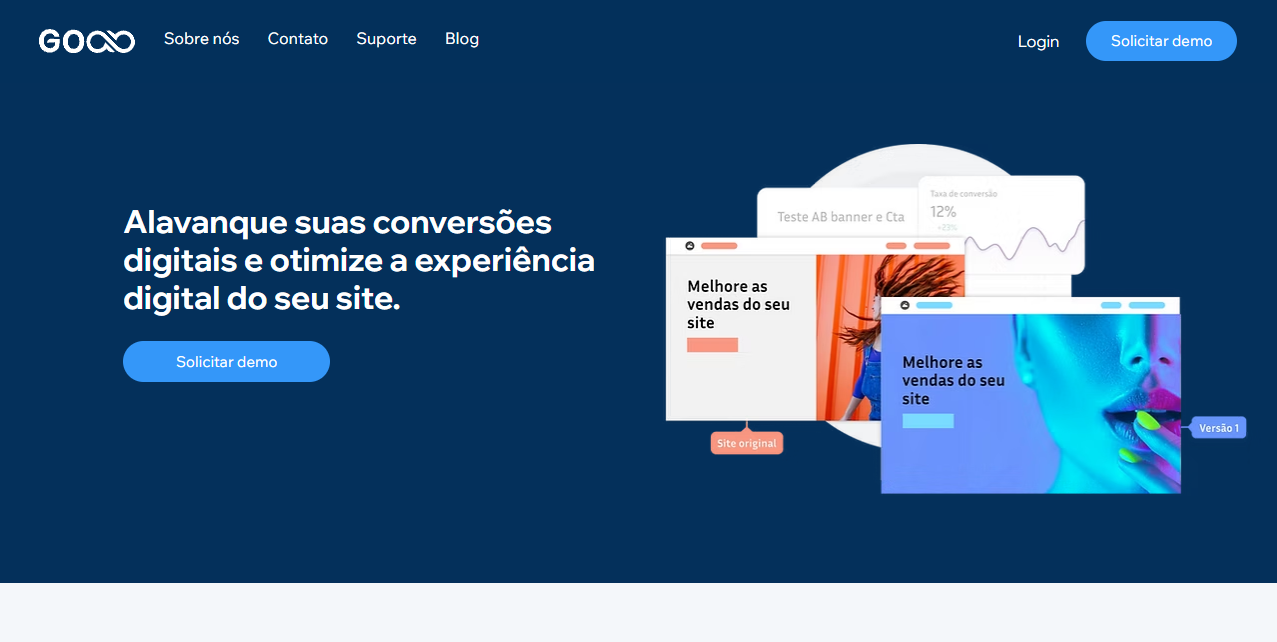 GO
Sobre nós
Contato
Suporte
Blog
Login
Solicitar demo
Alavanque suas conversões
digitais e otimize a experiência
digital do seu site.
Solicitar demo
Taxa de conversão
12%
+23%
Teste AB banner e Cta
Melhore as
vendas do seu
site
Site original
Melhore as
vendas do seu
site
Versão 1